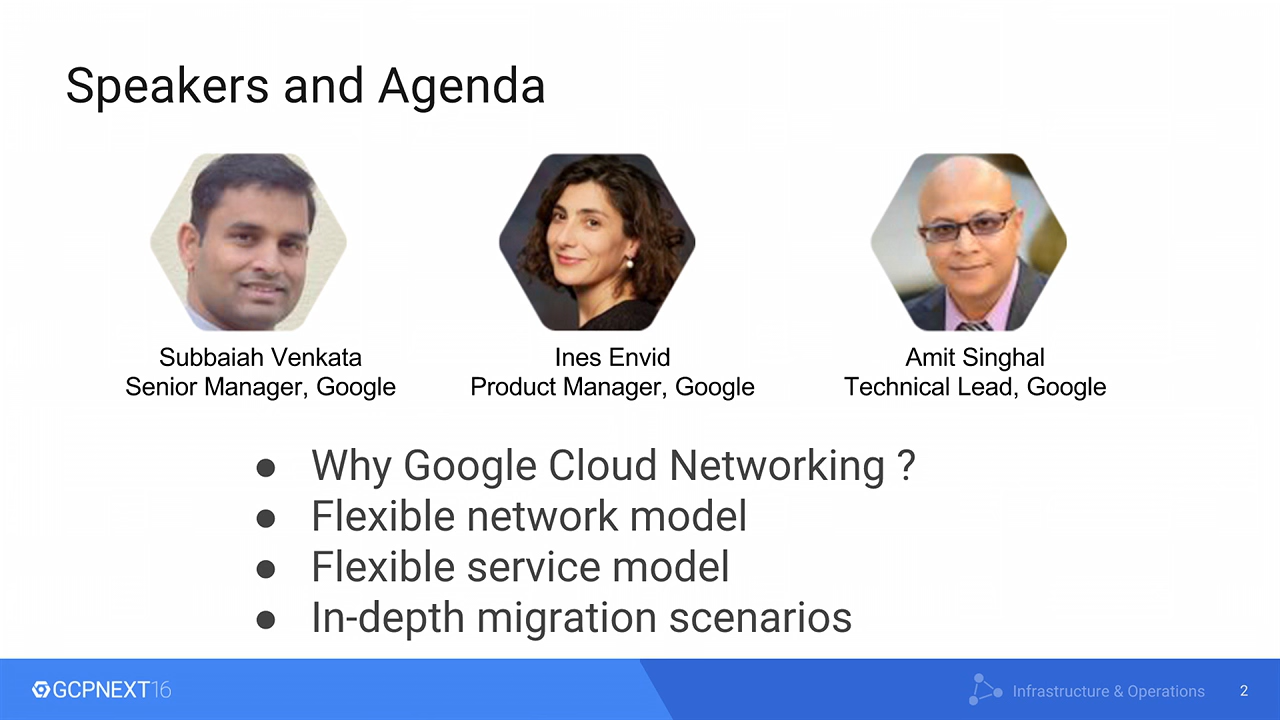 Speakers and Agenda
Subbaiah Venkata
Senior Manager, Google
Ines Envid
Product Manager, Google
Amit Singhal
Technical Lead, Google
● Why Google Cloud Networking ?
● Flexible network model
● Flexible service model
● In-depth migration scenarios
GCPNEXT16
Infrastructure & Operations
2